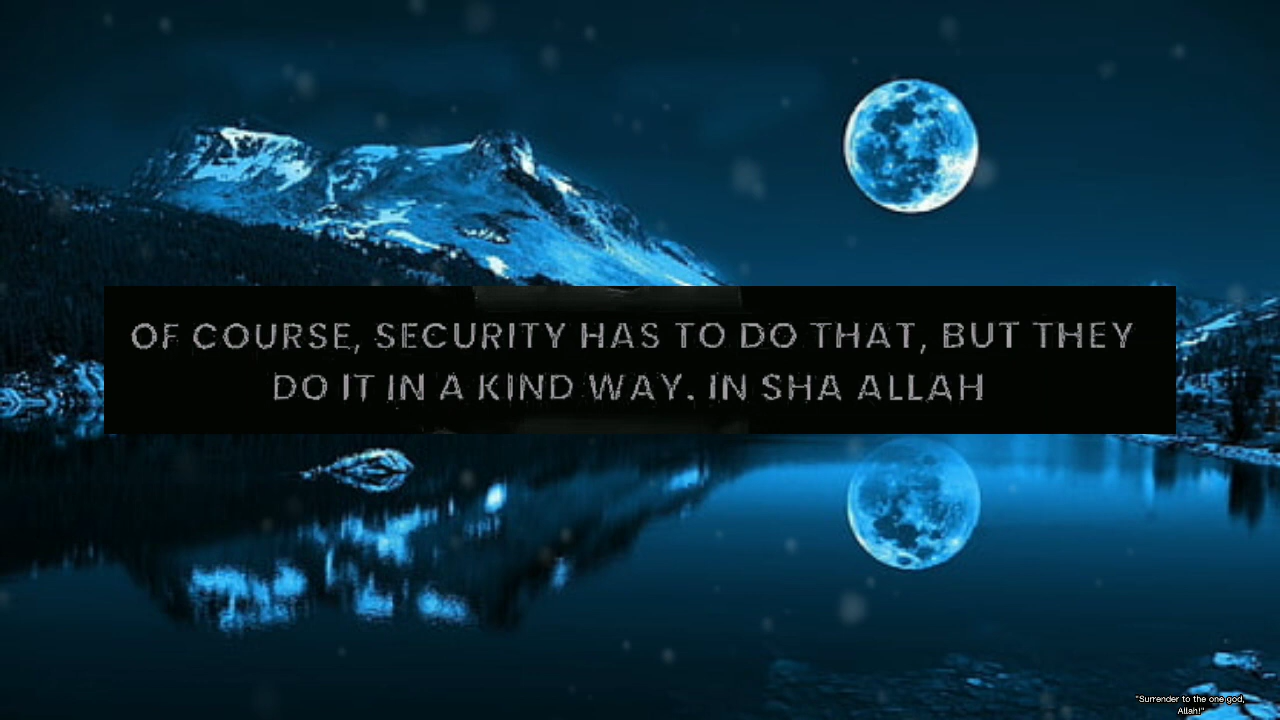 OF COURSE, SECURITY HAS TO DO THAT, BUT THEY
DO IT IN A KIND WAY. IN SHA ALLAH
"Surrender to the one god,
Allah!"